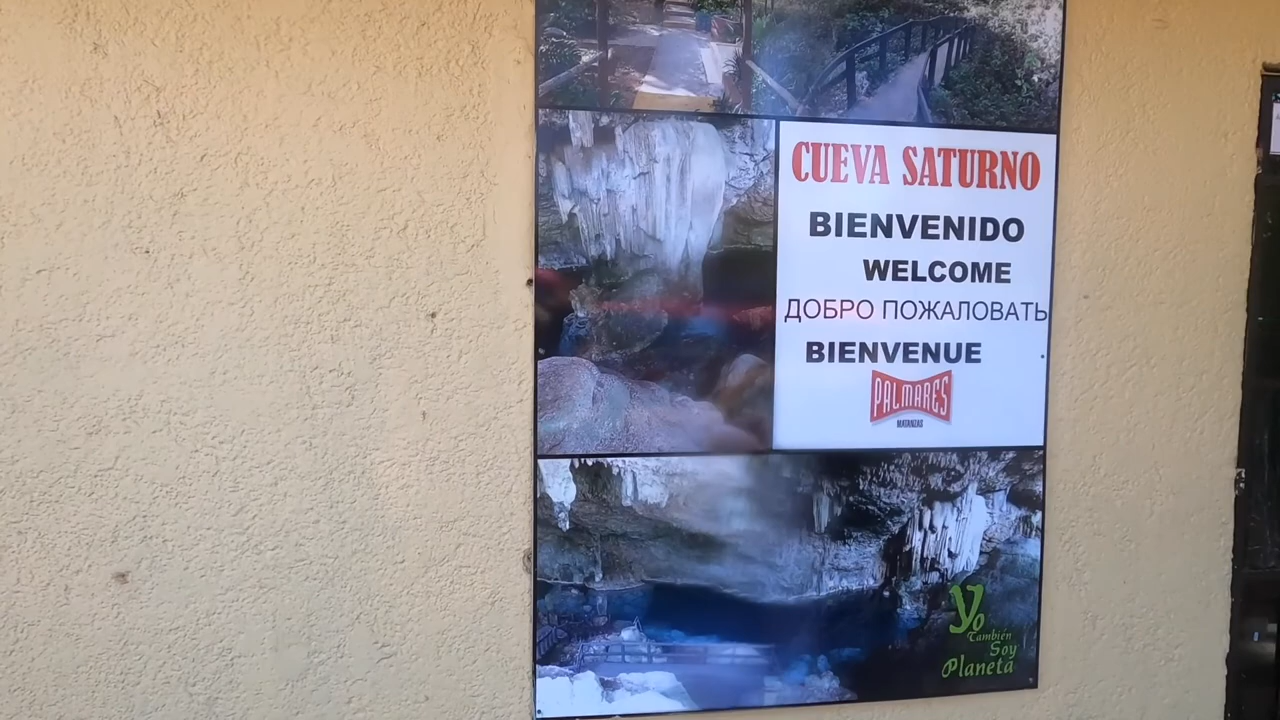 CUEVA SATURNO
BIENVENIDO
WELCOME
ДОБРО ПОЖАЛОВАТЬ
BIENVENUE
PALMARES
MATANZAS
Yo
También
Soy
Planeta